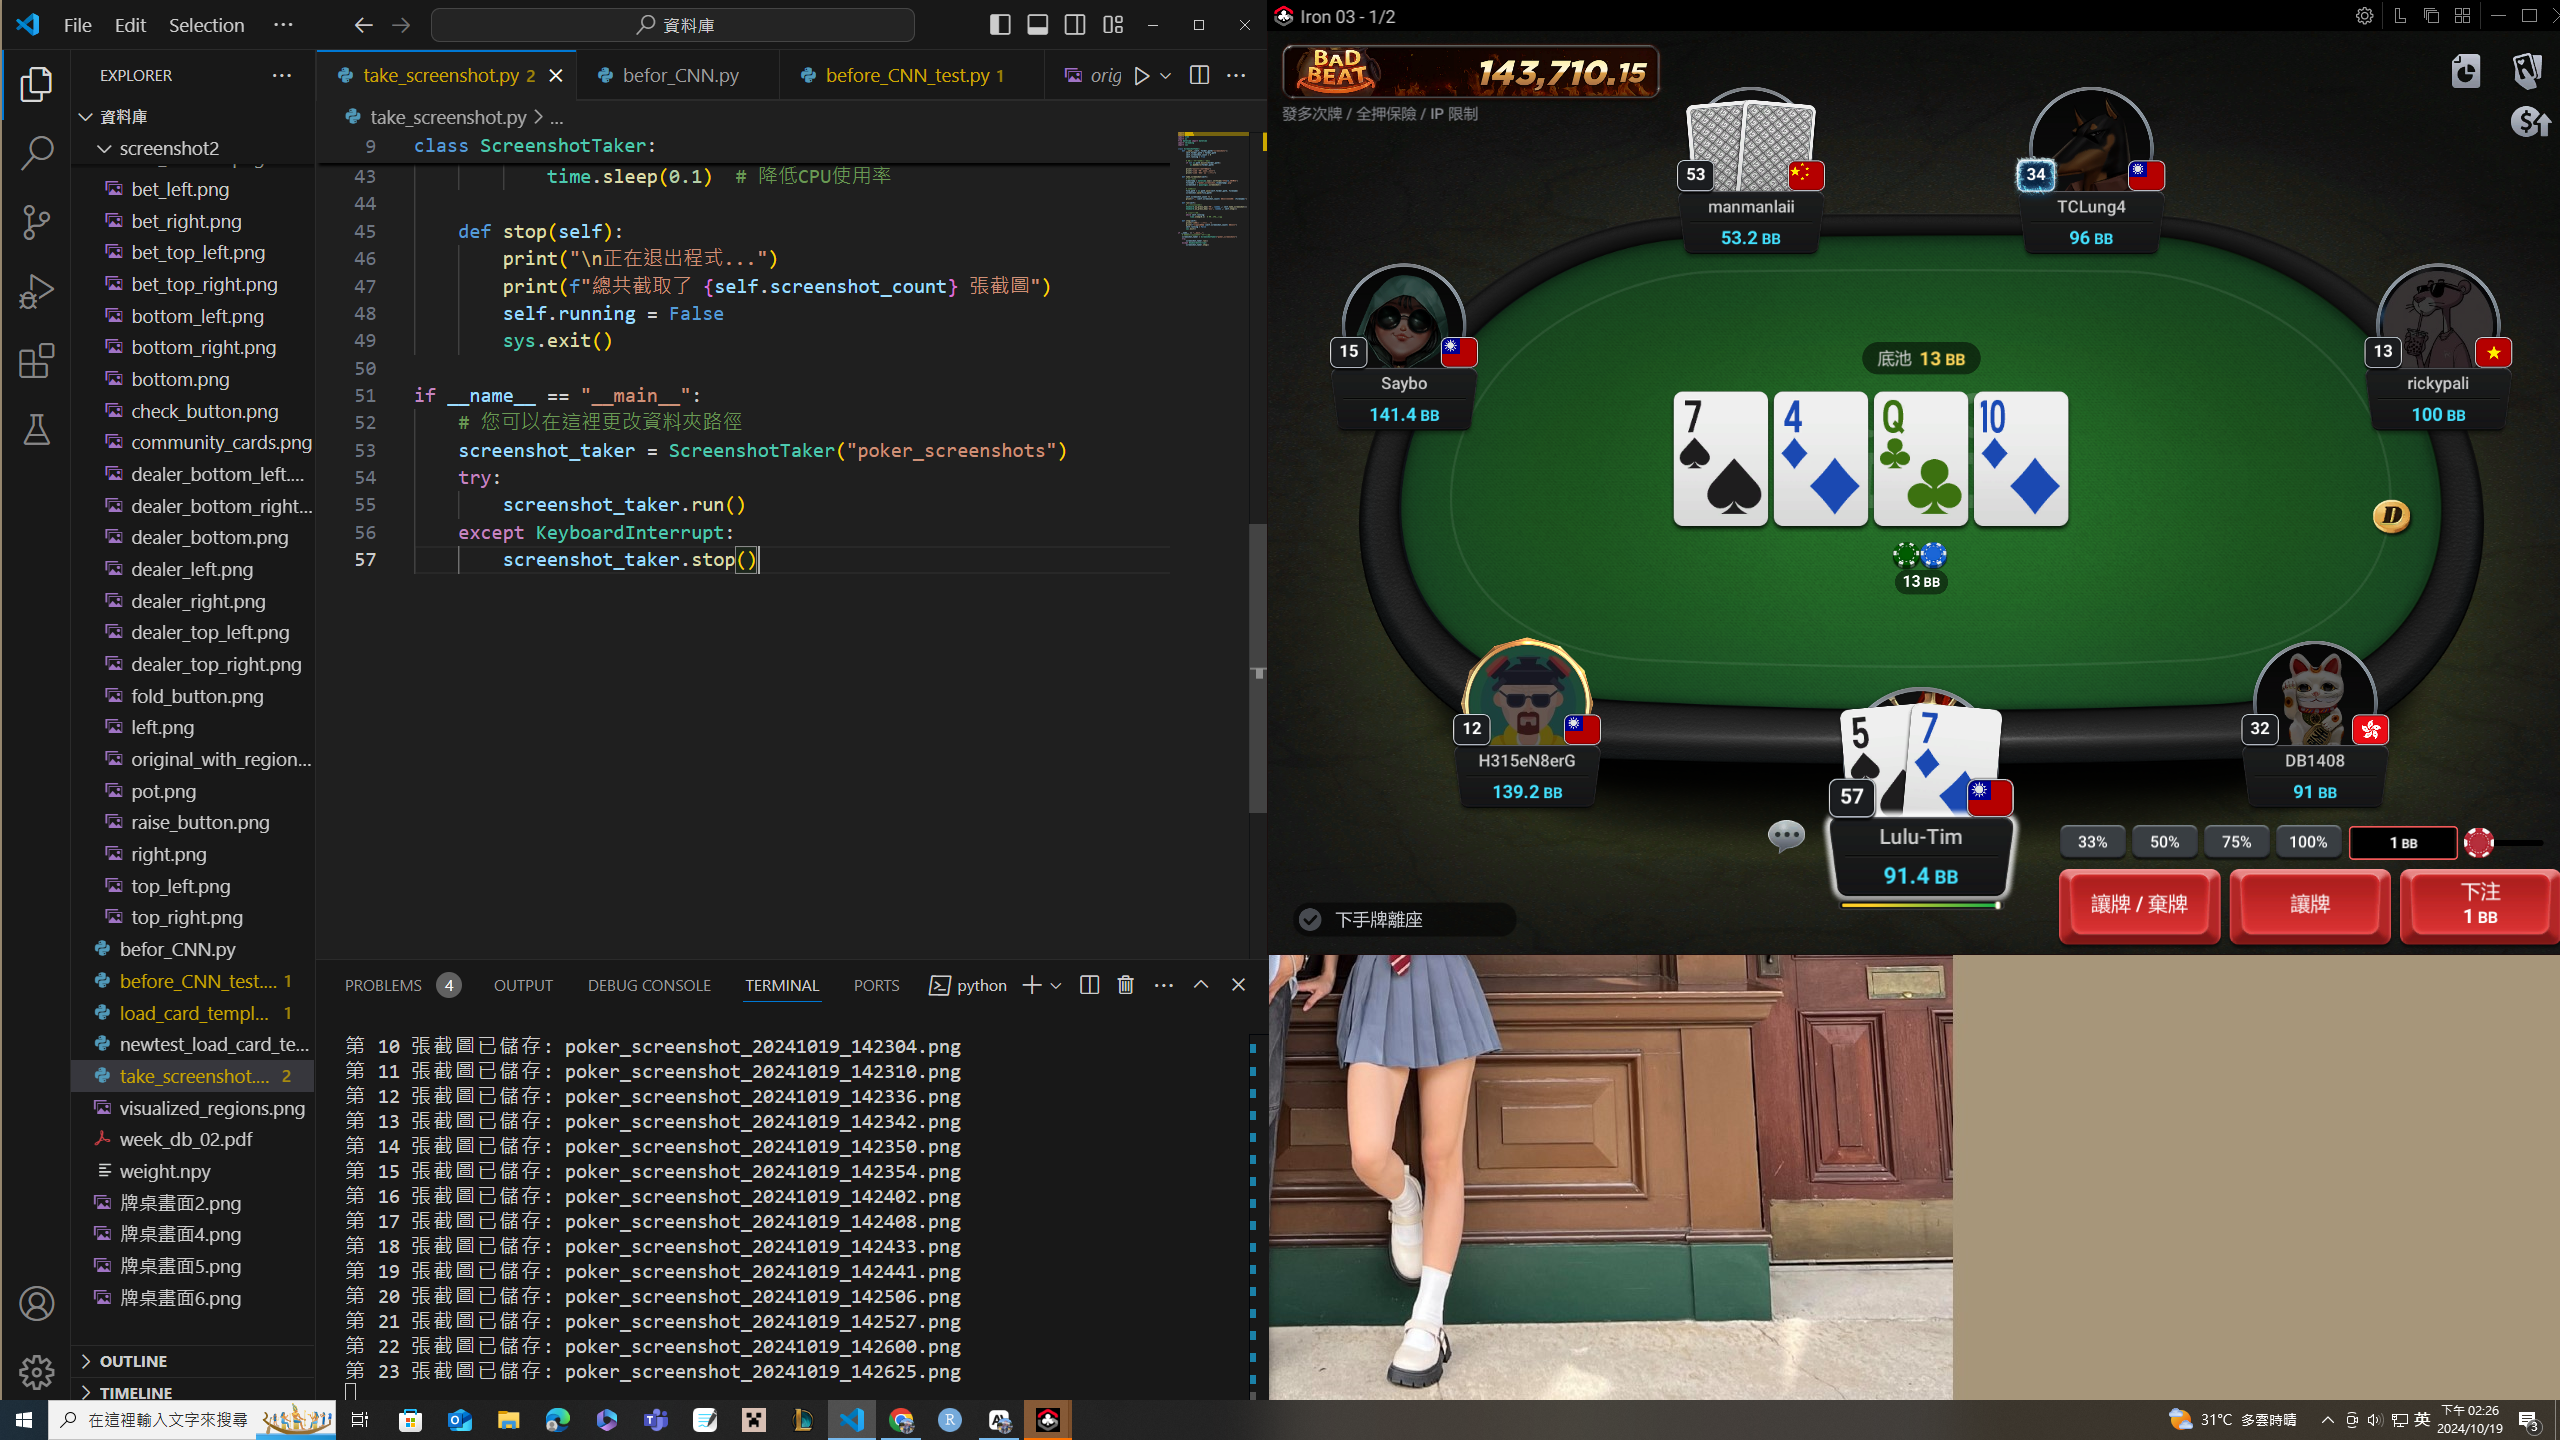 File Edit Selection ···
資料庫
EXPLORER
take_screenshot.py 2
befor_CNN.py
before_CNN_test.py 1
orig
take_screenshot.py > ...
資料庫
screenshot2
bet_left.png
bet_right.png
bet_top_left.png
bet_top_right.png
bottom_left.png
bottom_right.png
bottom.png
check_button.png
community_cards.png
dealer_bottom_left....
dealer_bottom_right...
dealer_bottom.png
dealer_left.png
dealer_right.png
dealer_top_left.png
dealer_top_right.png
fold_button.png
left.png
original_with_region...
pot.png
raise_button.png
right.png
top_left.png
top_right.png
befor_CNN.py
before_CNN_test.... 1
load_card_templ... 1
newtest_load_card_te...
take_screenshot.... 2
visualized_regions.png
week_db_02.pdf
weight.npy
牌桌畫面2.png
牌桌畫面4.png
牌桌畫面5.png
牌桌畫面6.png
OUTLINE
TIMELINE
9 class ScreenshotTaker:
43 time.sleep(0.1) # 降低CPU使用率
44
45 def stop(self):
46 print("\n正在退出程式...")
47 print(f"總共截取了 {self.screenshot_count} 張截圖")
48 self.running = False
49 sys.exit()
50
51 if __name__ == "__main__":
52 # 您可以在這裡更改資料夾路徑
53 screenshot_taker = ScreenshotTaker("poker_screenshots")
54 try:
55 screenshot_taker.run()
56 except KeyboardInterrupt:
57 screenshot_taker.stop()
PROBLEMS 4 OUTPUT DEBUG CONSOLE TERMINAL PORTS python
第 10 張截圖已儲存: poker_screenshot_20241019_142304.png
第 11 張截圖已儲存: poker_screenshot_20241019_142310.png
第 12 張截圖已儲存: poker_screenshot_20241019_142336.png
第 13 張截圖已儲存: poker_screenshot_20241019_142342.png
第 14 張截圖已儲存: poker_screenshot_20241019_142350.png
第 15 張截圖已儲存: poker_screenshot_20241019_142354.png
第 16 張截圖已儲存: poker_screenshot_20241019_142402.png
第 17 張截圖已儲存: poker_screenshot_20241019_142408.png
第 18 張截圖已儲存: poker_screenshot_20241019_142433.png
第 19 張截圖已儲存: poker_screenshot_20241019_142441.png
第 20 張截圖已儲存: poker_screenshot_20241019_142506.png
第 21 張截圖已儲存: poker_screenshot_20241019_142527.png
第 22 張截圖已儲存: poker_screenshot_20241019_142600.png
第 23 張截圖已儲存: poker_screenshot_20241019_142625.png
Iron 03 - 1/2
BAD BEAT 143,710.15
發多次牌 / 全押保險 / IP 限制
53
manmanlaii
53.2 BB
34
TCLung4
96 BB
15
Saybo
141.4 BB
13
rickypali
100 BB
底池 13 BB
7 4 Q 10
D
13 BB
12
H315eN8erG
139.2 BB
5 7
57
Lulu-Tim
91.4 BB
32
DB1408
91 BB
33% 50% 75% 100% 1 BB
讓牌 / 棄牌
讓牌
下注
1 BB
下手牌離座
在這裡輸入文字來搜尋
31°C 多雲時晴
英
下午 02:26
2024/10/19
3